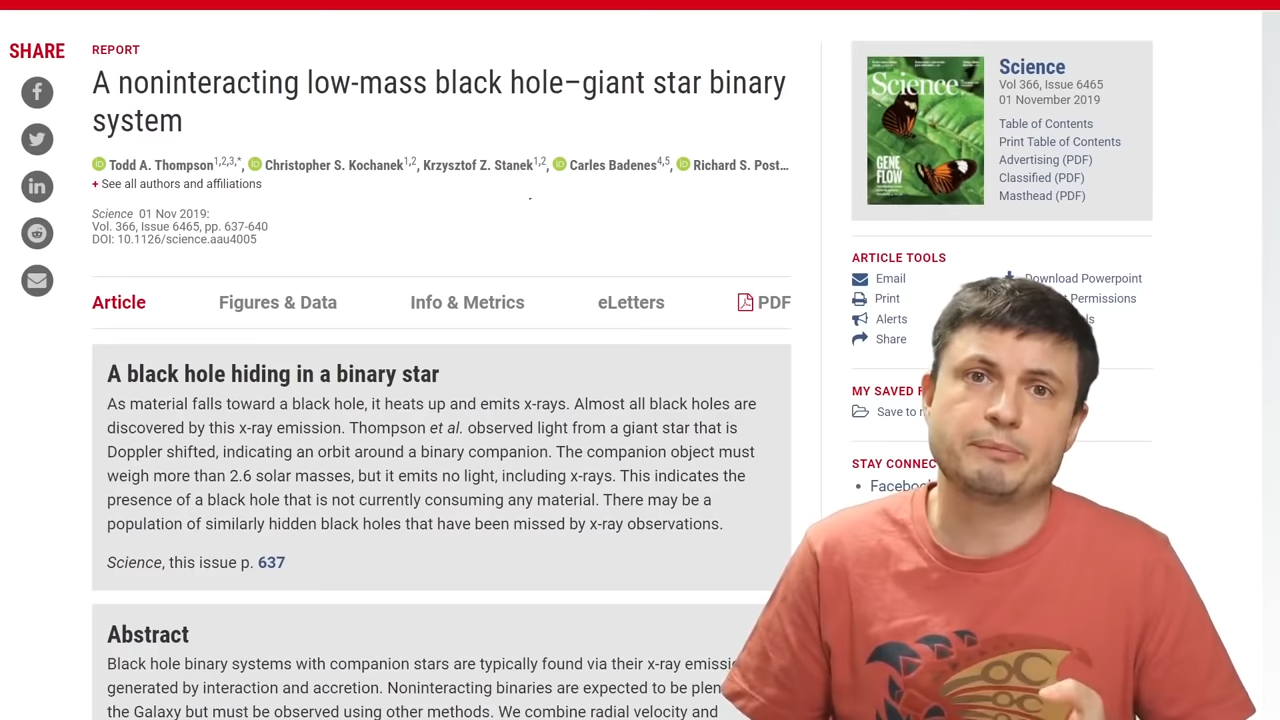 SHARE
REPORT
A noninteracting low-mass black hole–giant star binary
system
Todd A. Thompson1,2,3,*, Christopher S. Kochanek1,2, Krzysztof Z. Stanek1,2, Carles Badenes4,5, Richard S. Post…
+ See all authors and affiliations
Science 01 Nov 2019:
Vol. 366, Issue 6465, pp. 637-640
DOI: 10.1126/science.aau4005
Article Figures & Data Info & Metrics eLetters PDF
A black hole hiding in a binary star
As material falls toward a black hole, it heats up and emits x-rays. Almost all black holes are
discovered by this x-ray emission. Thompson et al. observed light from a giant star that is
Doppler shifted, indicating an orbit around a binary companion. The companion object must
weigh more than 2.6 solar masses, but it emits no light, including x-rays. This indicates the
presence of a black hole that is not currently consuming any material. There may be a
population of similarly hidden black holes that have been missed by x-ray observations.
Science, this issue p. 637
Abstract
Black hole binary systems with companion stars are typically found via their x-ray
generated by interaction and accretion. Noninteracting binaries are expected to be
the Galaxy but must be observed using other methods. We combine radial velocity and
Science
GENE
FLOW
Science
Vol 366, Issue 6465
01 November 2019
Table of Contents
Print Table of Contents
Advertising (PDF)
Classified (PDF)
Masthead (PDF)
ARTICLE TOOLS
Email Download Powerpoint
Print Permissions
Alerts
Share
MY SAVED
Save to
STAY